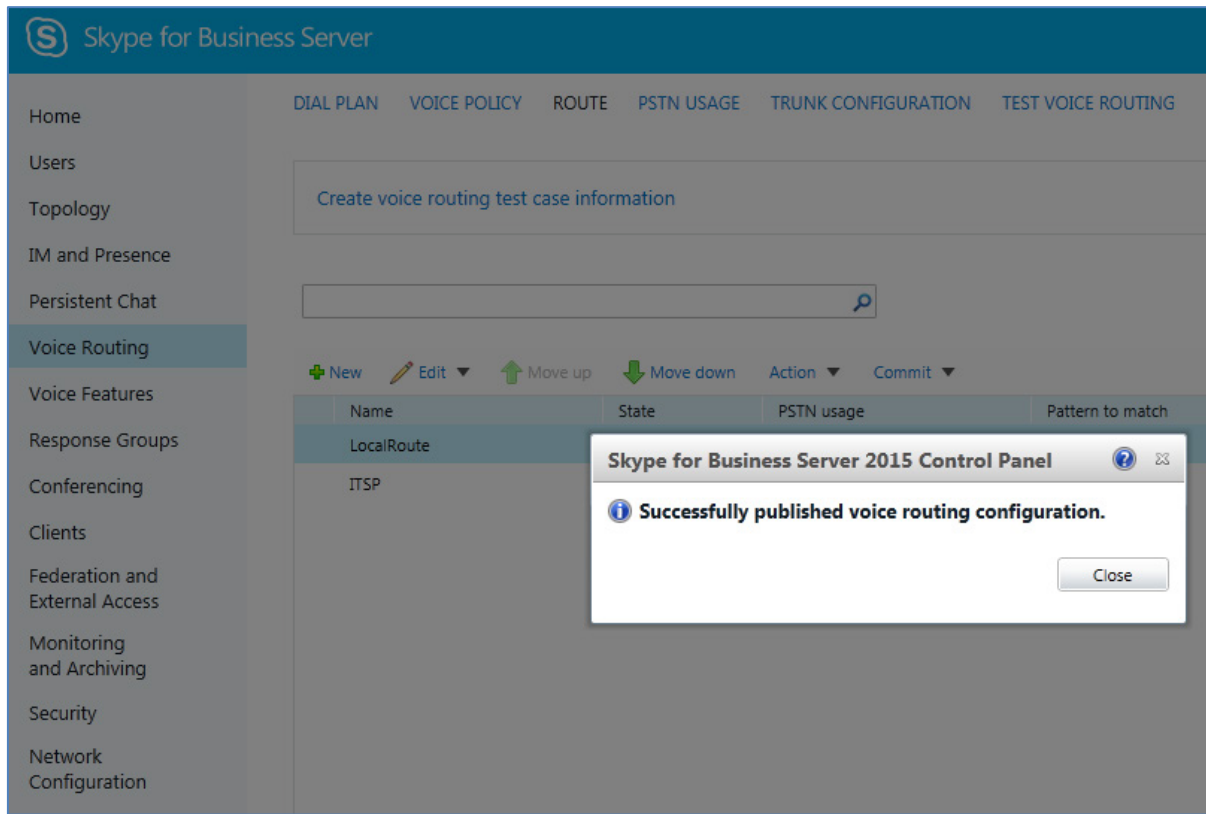 Skype for Business Server
Home
Users
Topology
IM and Presence
Persistent Chat
Voice Routing
Voice Features
Response Groups
Conferencing
Clients
Federation and
External Access
Monitoring
and Archiving
Security
Network
Configuration
DIAL PLAN VOICE POLICY ROUTE PSTN USAGE TRUNK CONFIGURATION TEST VOICE ROUTING
Create voice routing test case information
New Edit Move up Move down Action Commit
Name State PSTN usage Pattern to match
LocalRoute
ITSP
Skype for Business Server 2015 Control Panel
Successfully published voice routing configuration.
Close